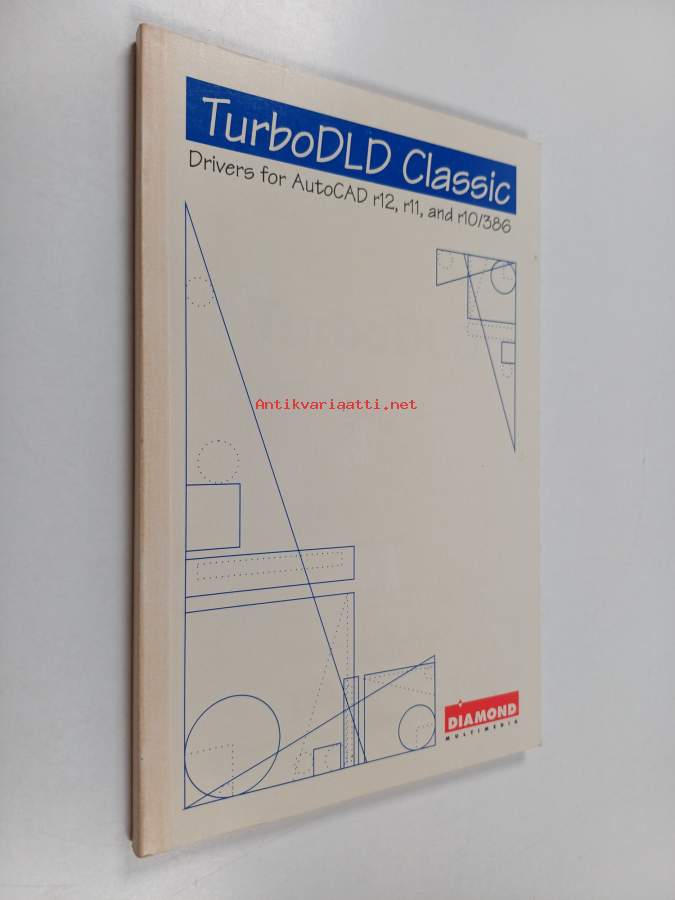 TurboDLD Classic
Drivers for AutoCAD r12, r11, and r10/386
Antikvariaatti.net
DIAMOND
MULTIMEDIA